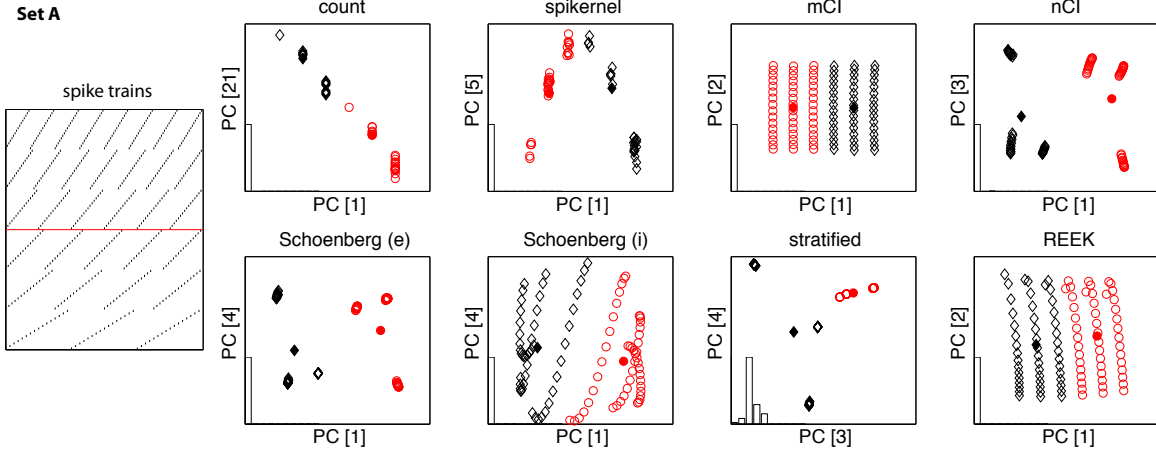 Set A
spike trains
count
PC [21]
PC [1]
spikernel
PC [5]
PC [1]
mCI
PC [2]
PC [1]
nCI
PC [3]
PC [1]
Schoenberg (e)
PC [4]
PC [1]
Schoenberg (i)
PC [4]
PC [1]
stratified
PC [4]
PC [3]
REEK
PC [2]
PC [1]